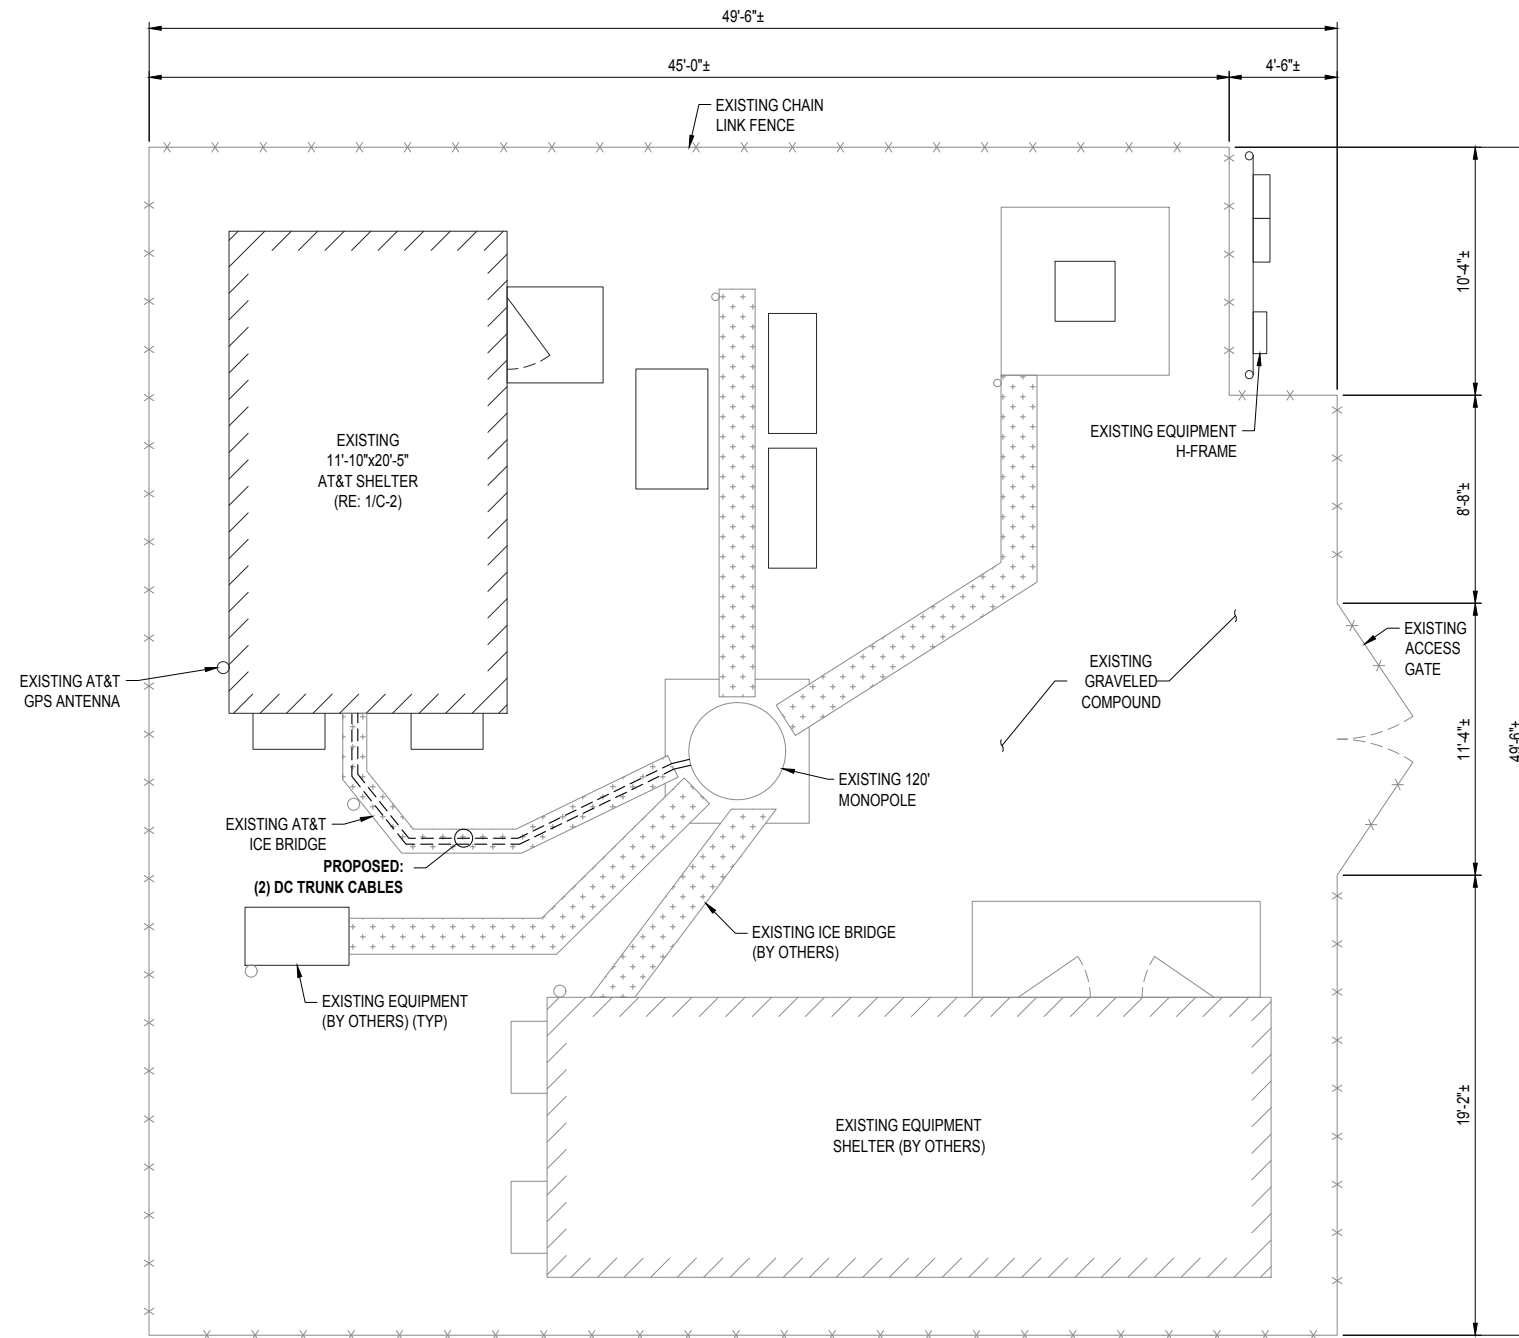 49'-6"±
45'-0"±
4'-6"±
EXISTING CHAIN
LINK FENCE
10'-4"±
EXISTING EQUIPMENT
H-FRAME
EXISTING
11'-10"x20'-5"
AT&T SHELTER
(RE: 1/C-2)
8'-8"±
EXISTING
ACCESS
GATE
EXISTING AT&T
GPS ANTENNA
EXISTING
GRAVELED
COMPOUND
11'-4"±
49'-6"±
EXISTING 120'
MONOPOLE
EXISTING AT&T
ICE BRIDGE
PROPOSED:
(2) DC TRUNK CABLES
EXISTING ICE BRIDGE
(BY OTHERS)
EXISTING EQUIPMENT
(BY OTHERS) (TYP)
19'-2"±
EXISTING EQUIPMENT
SHELTER (BY OTHERS)